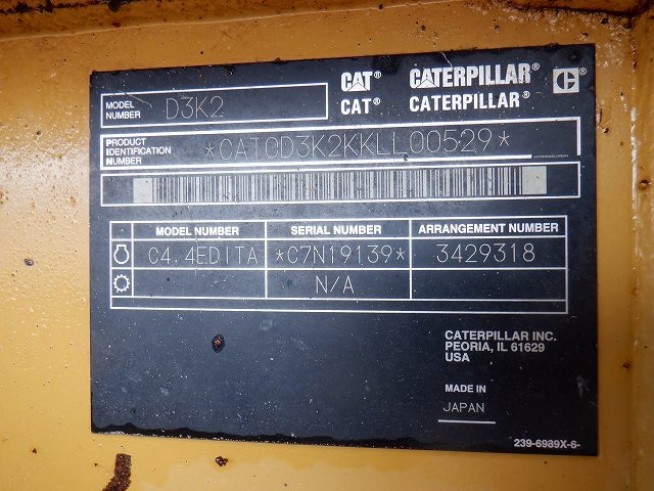 CAT® CATERPILLAR®
CAT® CATERPILLAR®
MODEL NUMBER D3K2
PRODUCT IDENTIFICATION NUMBER *CAT0D3K2KKLL00529*
MODEL NUMBER SERIAL NUMBER ARRANGEMENT NUMBER
C4.4EDITA *C7N19139* 3429318
N/A
CATERPILLAR INC.
PEORIA, IL 61629
USA
MADE IN
JAPAN
239-6989X-6-